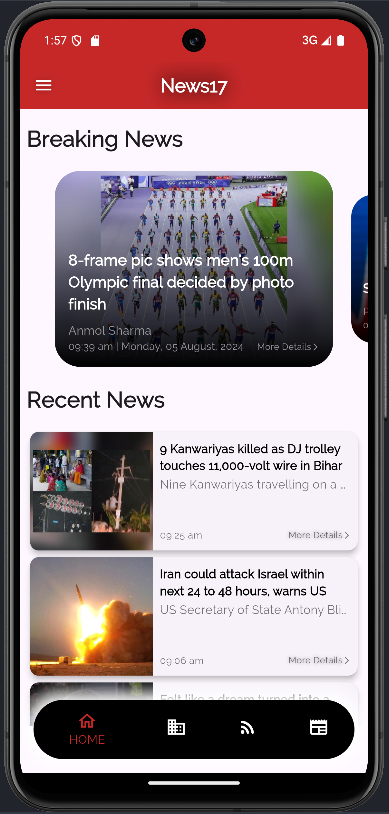 1:57
3G
News17
Breaking News
8-frame pic shows men's 100m
Olympic final decided by photo
finish
Anmol Sharma
09:39 am | Monday, 05 August, 2024
More Details
Recent News
9 Kanwariyas killed as DJ trolley
touches 11,000-volt wire in Bihar
Nine Kanwariyas travelling on a ...
09:25 am
More Details
Iran could attack Israel within
next 24 to 48 hours, warns US
US Secretary of State Antony Bli...
09:06 am
More Details
Felt like a dream turned into a
HOME